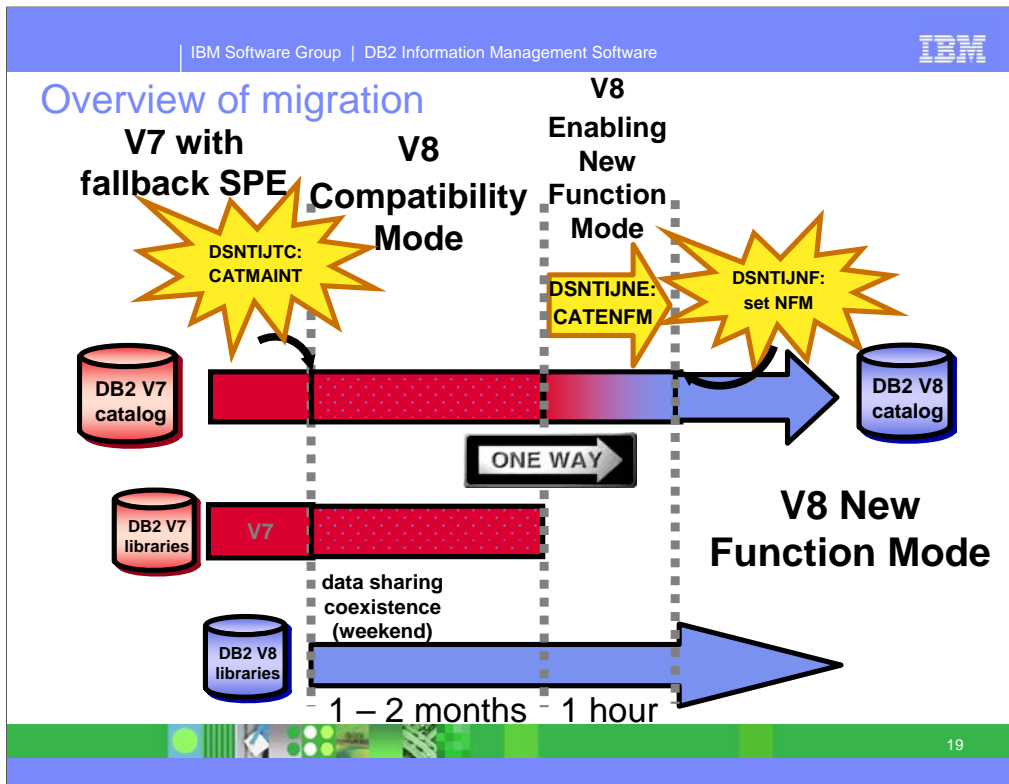 IBM Software Group | DB2 Information Management Software
IBM
Overview of migration
V7 with
fallback SPE
V8
Compatibility
Mode
V8
Enabling
New
Function
Mode
DSNTIJTC:
CATMAINT
DSNTIJNE:
CATENFM
DSNTIJNF:
set NFM
DB2 V7
catalog
DB2 V8
catalog
ONE WAY
DB2 V7
libraries
V7
V8 New
Function Mode
data sharing
coexistence
(weekend)
DB2 V8
libraries
1 – 2 months
1 hour
19